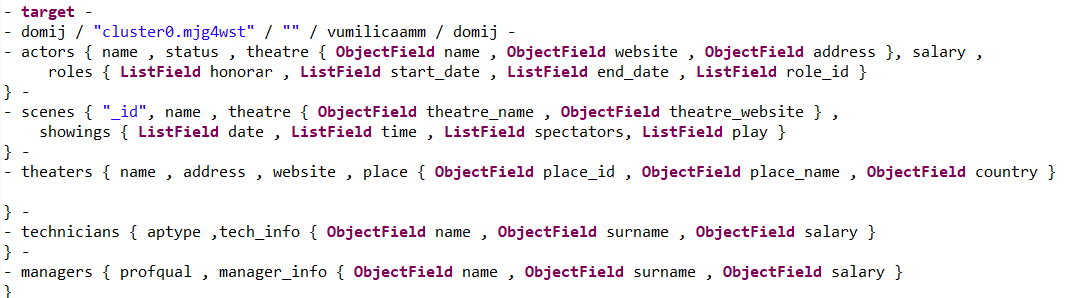 - target -
- domij / "cluster0.mjg4wst" / "" / vumilicaamm / domij -
- actors { name , status , theatre { ObjectField name , ObjectField website , ObjectField address }, salary ,
roles { ListField honorar , ListField start_date , ListField end_date , ListField role_id }
} -
- scenes { "_id", name , theatre { ObjectField theatre_name , ObjectField theatre_website } ,
showings { ListField date , ListField time , ListField spectators, ListField play }
} -
- theaters { name , address , website , place { ObjectField place_id , ObjectField place_name , ObjectField country }
} -
- technicians { aptype ,tech_info { ObjectField name , ObjectField surname , ObjectField salary }
} -
- managers { profqual , manager_info { ObjectField name , ObjectField surname , ObjectField salary }
}